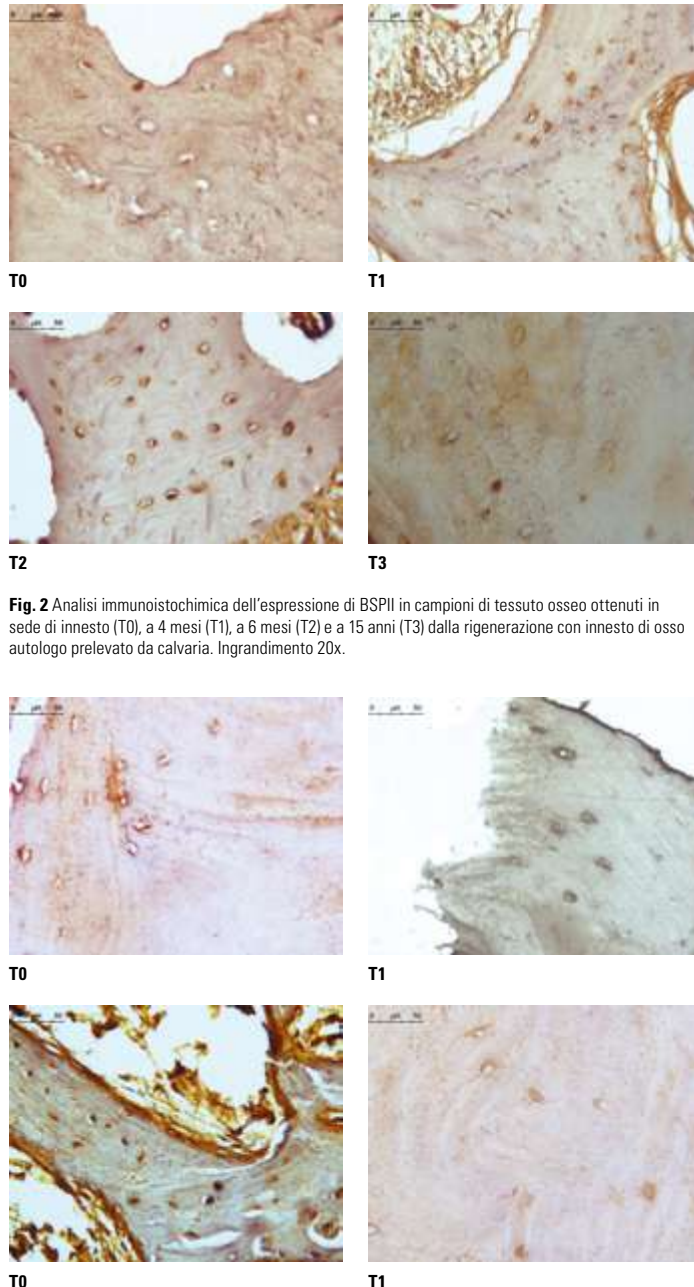 T0
T1
T2
T3
Fig. 2 Analisi immunoistochimica dell'espressione di BSPII in campioni di tessuto osseo ottenuti in
sede di innesto (T0), a 4 mesi (T1), a 6 mesi (T2) e a 15 anni (T3) dalla rigenerazione con innesto di osso
autologo prelevato da calvaria. Ingrandimento 20x.
T0
T1
T0
T1